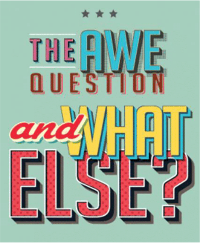 THE AWE
QUESTION
and WHAT
ELSE?